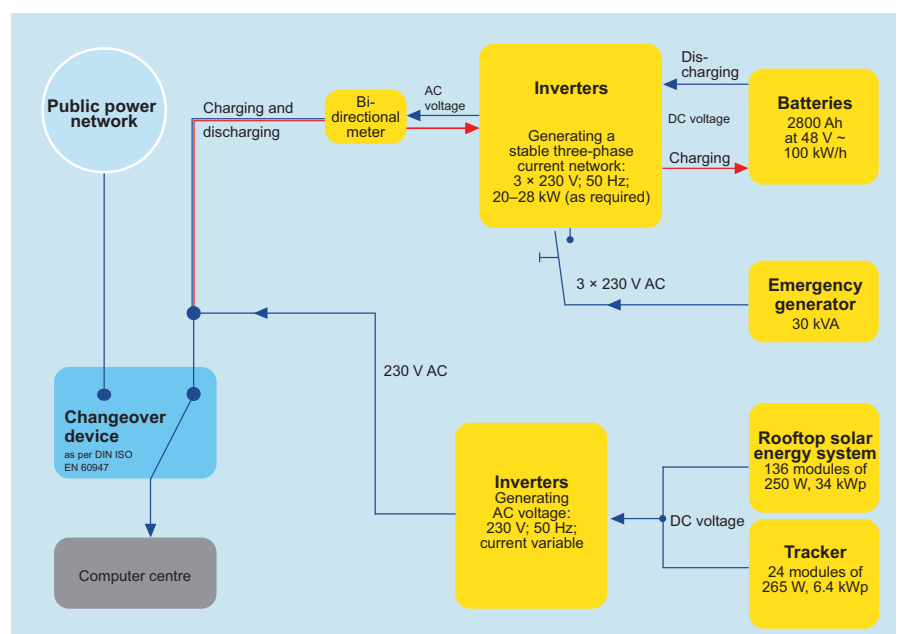 Public power
network
Charging and
discharging
Bi-
directional
meter
AC
voltage
Inverters
Generating a
stable three-phase
current network:
3 × 230 V; 50 Hz;
20–28 kW (as required)
Dis-
charging
DC voltage
Charging
Batteries
2800 Ah
at 48 V ~
100 kW/h
3 × 230 V AC
Emergency
generator
30 kVA
230 V AC
Changeover
device
as per DIN ISO
EN 60947
Computer centre
Inverters
Generating
AC voltage:
230 V; 50 Hz;
current variable
DC voltage
Rooftop solar
energy system
136 modules of
250 W, 34 kWp
Tracker
24 modules of
265 W, 6.4 kWp